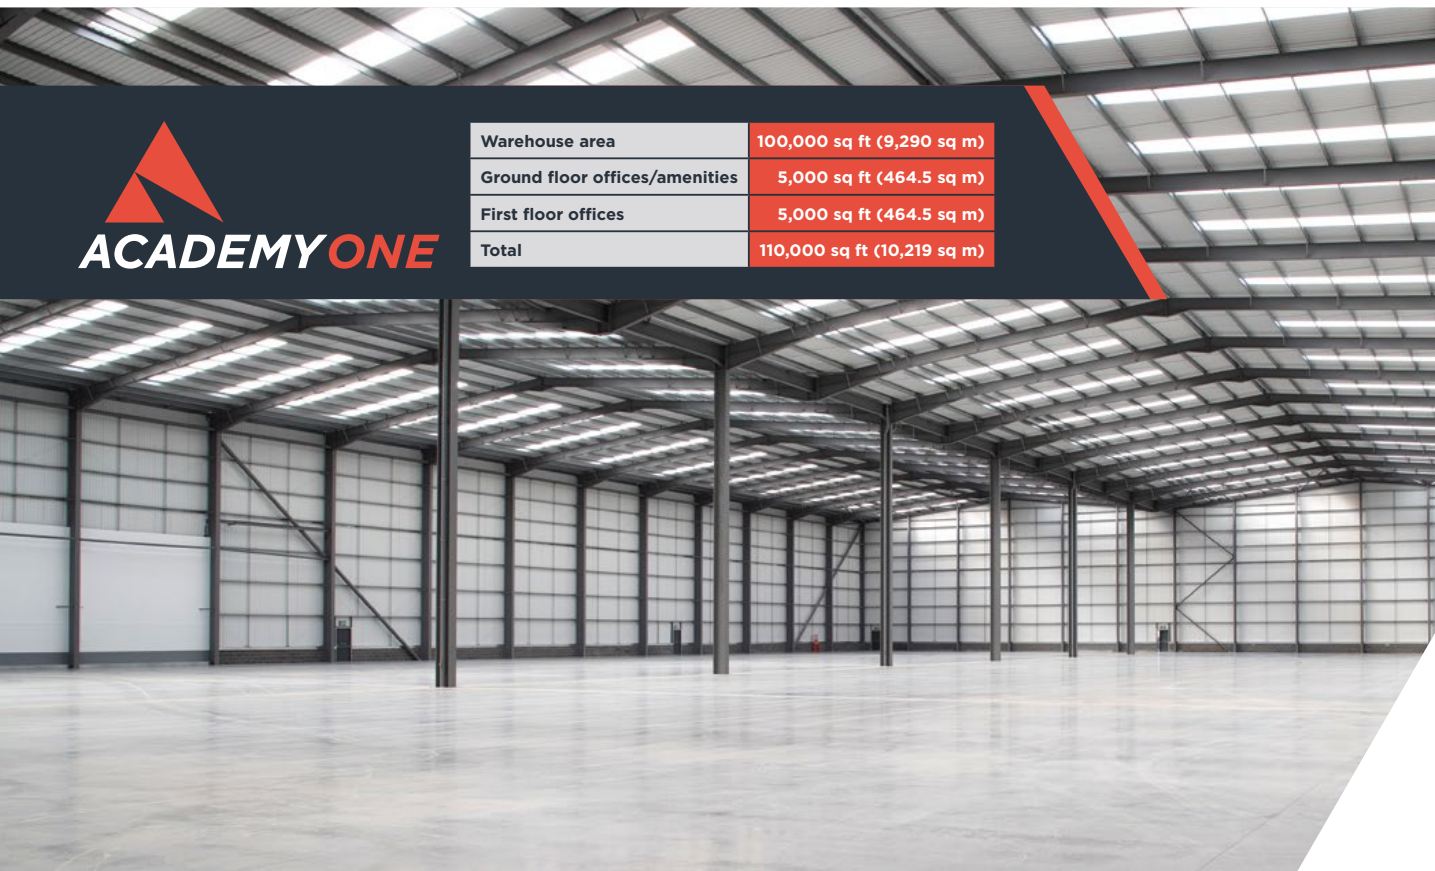 ACADEMYONE
Warehouse area 100,000 sq ft (9,290 sq m)
Ground floor offices/amenities 5,000 sq ft (464.5 sq m)
First floor offices 5,000 sq ft (464.5 sq m)
Total 110,000 sq ft (10,219 sq m)